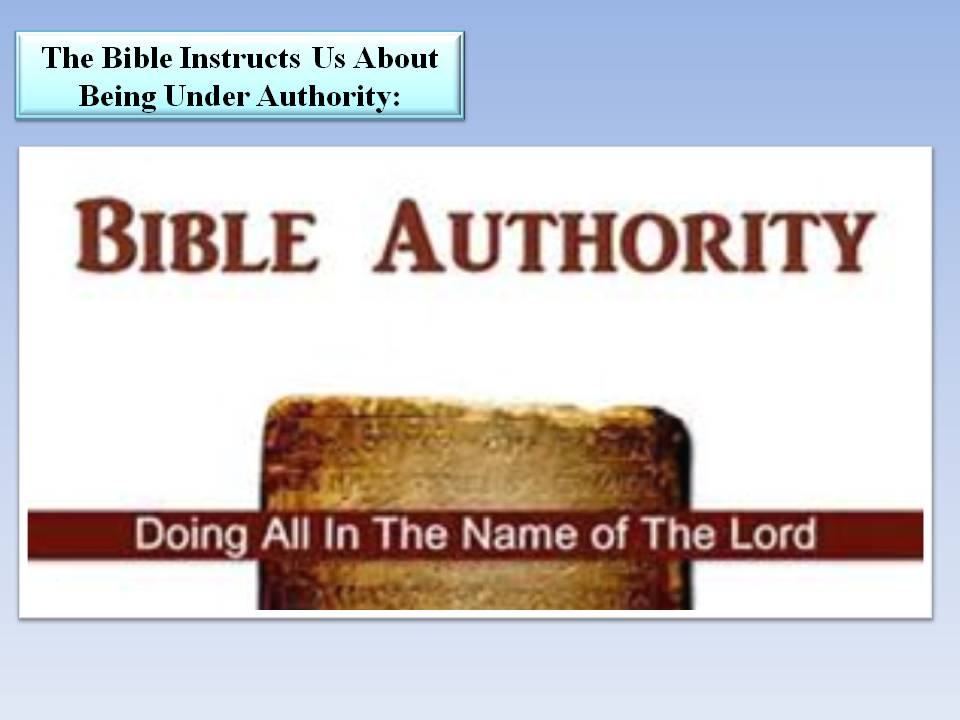 The Bible Instructs Us About
Being Under Authority:
BIBLE AUTHORITY
Doing All In The Name of The Lord